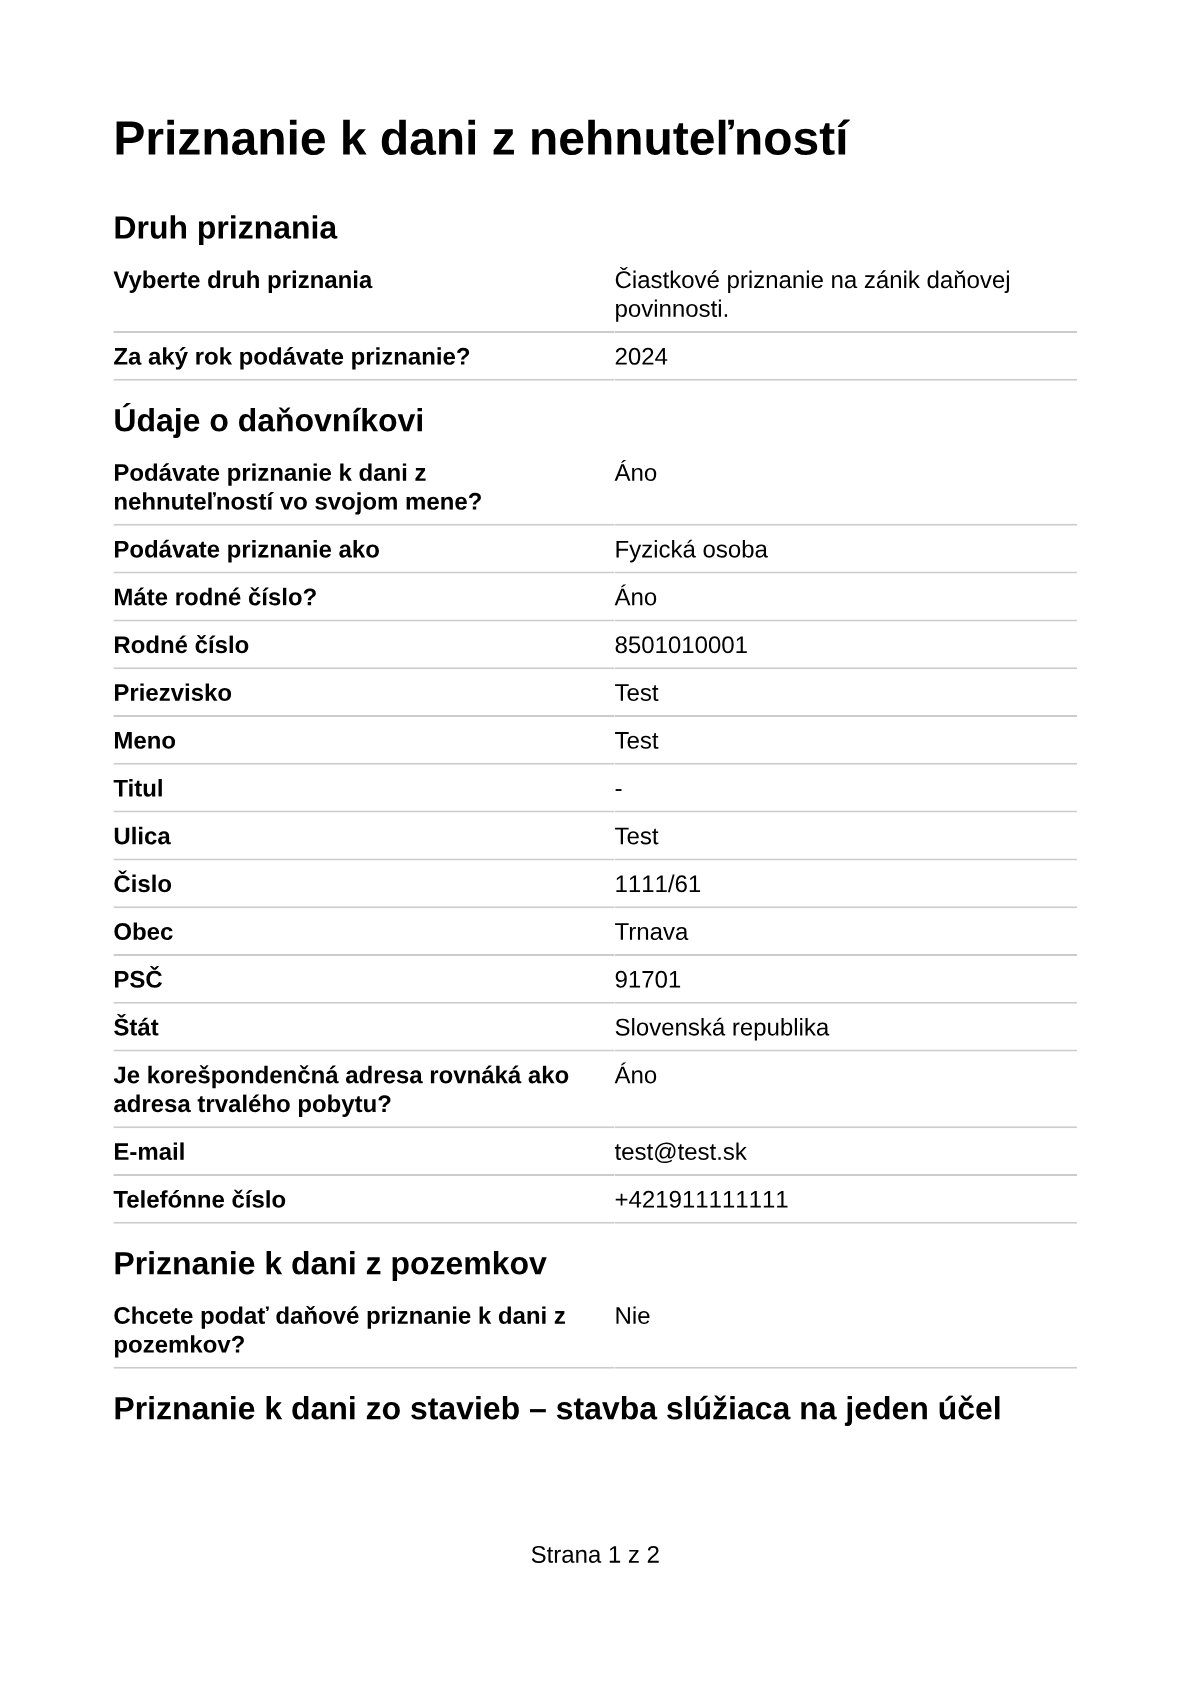 Priznanie k dani z nehnuteľností
Druh priznania
Vyberte druh priznania
Čiastkové priznanie na zánik daňovej
povinnosti.
Za aký rok podávate priznanie?
2024
Údaje o daňovníkovi
Podávate priznanie k dani z
nehnuteľností vo svojom mene?
Áno
Podávate priznanie ako
Fyzická osoba
Máte rodné číslo?
Áno
Rodné číslo
8501010001
Priezvisko
Test
Meno
Test
Titul
-
Ulica
Test
Čislo
1111/61
Obec
Trnava
PSČ
91701
Štát
Slovenská republika
Je korešpondenčná adresa rovnáká ako
adresa trvalého pobytu?
Áno
E-mail
test@test.sk
Telefónne číslo
+421911111111
Priznanie k dani z pozemkov
Chcete podať daňové priznanie k dani z
pozemkov?
Nie
Priznanie k dani zo stavieb – stavba slúžiaca na jeden účel
Strana 1 z 2